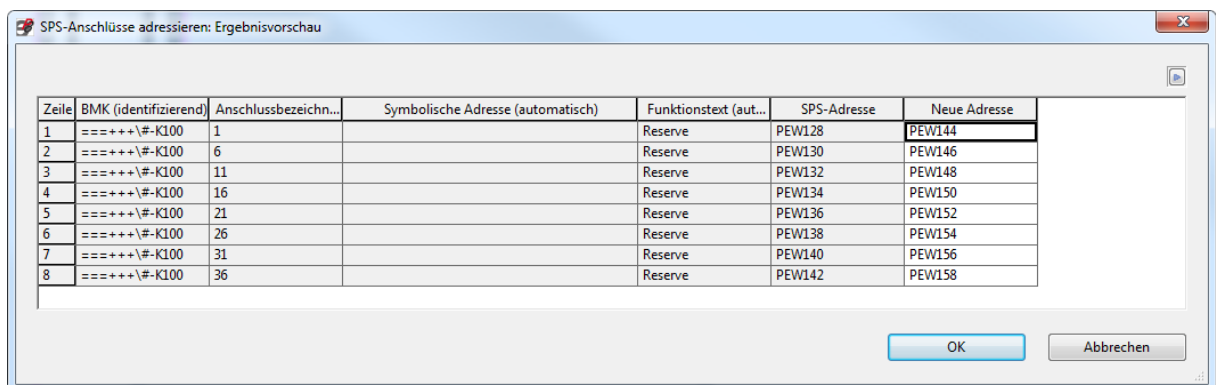 SPS-Anschlüsse adressieren: Ergebnisvorschau
Zeile BMK (identifizierend) Anschlussbezeichn... Symbolische Adresse (automatisch) Funktionstext (aut... SPS-Adresse Neue Adresse
1 ===+++\#-K100 1 Reserve PEW128 PEW144
2 ===+++\#-K100 6 Reserve PEW130 PEW146
3 ===+++\#-K100 11 Reserve PEW132 PEW148
4 ===+++\#-K100 16 Reserve PEW134 PEW150
5 ===+++\#-K100 21 Reserve PEW136 PEW152
6 ===+++\#-K100 26 Reserve PEW138 PEW154
7 ===+++\#-K100 31 Reserve PEW140 PEW156
8 ===+++\#-K100 36 Reserve PEW142 PEW158
OK Abbrechen